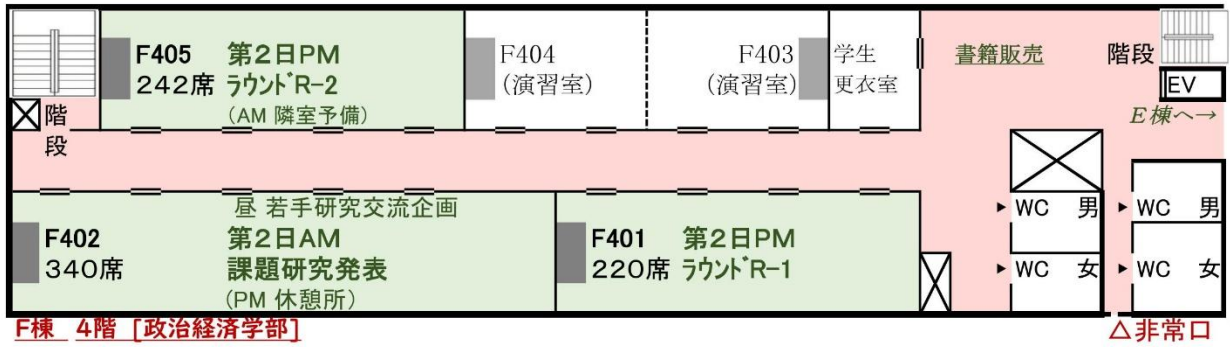 F405 第2日PM
242席 ラウンドR-2
(AM 隣室予備)
F404
(演習室)
F403
(演習室)
学生
更衣室
書籍販売
階段
EV
E棟へ→
階
段
昼 若手研究交流企画
F402 第2日AM
340席 課題研究発表
(PM 休憩所)
F401 第2日PM
220席 ラウンドR-1
▸ WC 男
▸ WC 男
▸ WC 女
▸ WC 女
F棟 4階 [政治経済学部]
△非常口